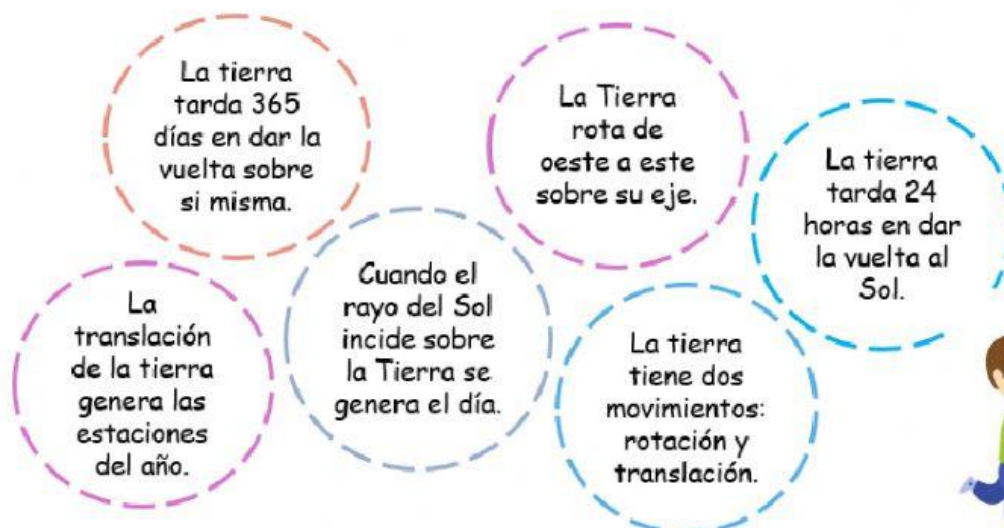 La tierra
tarda 365
días en dar la
vuelta sobre
si misma.
La Tierra
rota de
oeste a este
sobre su eje.
La tierra
tarda 24
horas en dar
la vuelta al
Sol.
La
translación
de la tierra
genera las
estaciones
del año.
Cuando el
rayo del Sol
incide sobre
la Tierra se
genera el día.
La tierra
tiene dos
movimientos:
rotación y
translación.